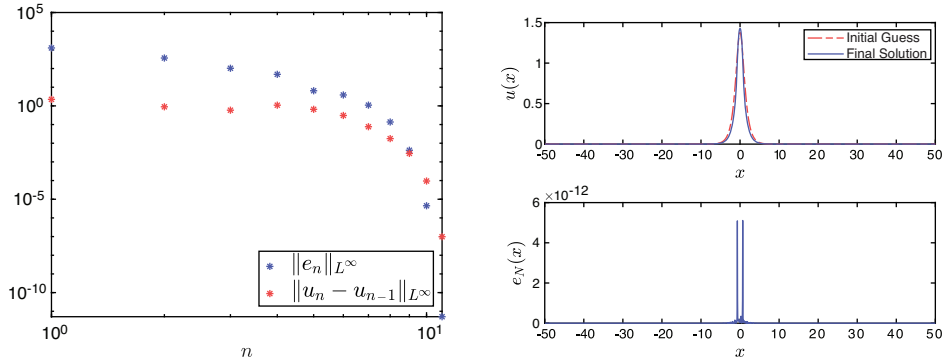 10^5
10^0
10^-5
10^-10
10^0
10^1
n
||e_n||_{L^∞}
||u_n − u_{n−1}||_{L^∞}
1.5
1
0.5
0
u(x)
Initial Guess
Final Solution
-50 -40 -30 -20 -10 0 10 20 30 40 50
x
6 ×10^-12
4
2
0
e_N(x)
-50 -40 -30 -20 -10 0 10 20 30 40 50
x